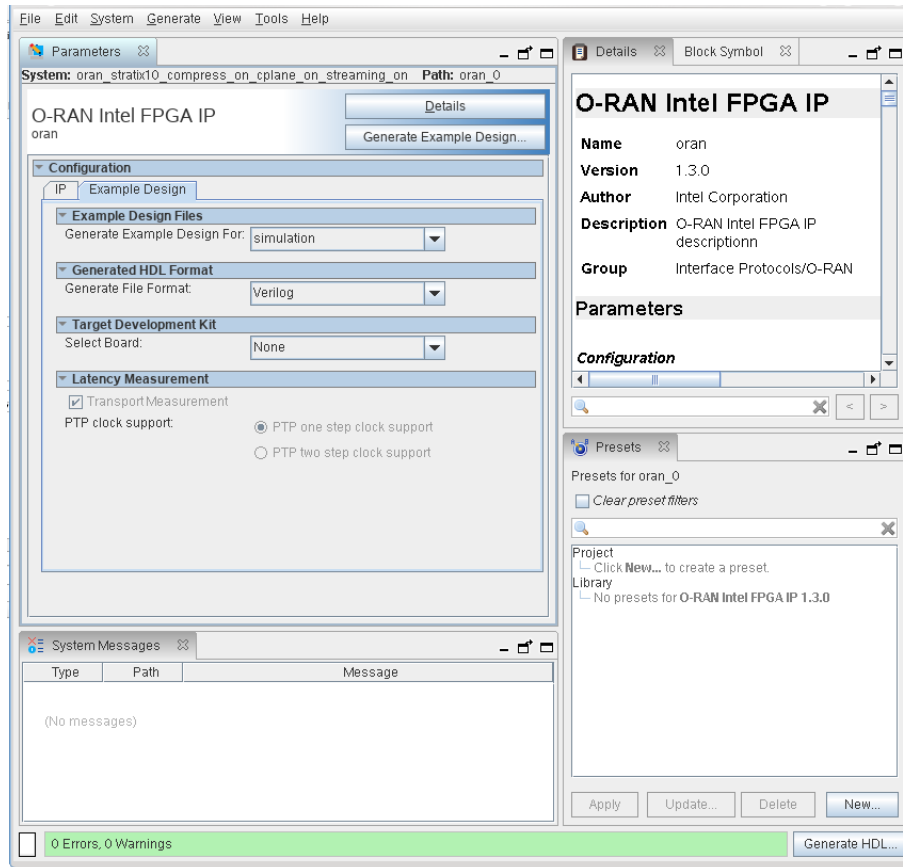 File Edit System Generate View Tools Help
Parameters
System: oran_stratix10_compress_on_cplane_on_streaming_on Path: oran_0
O-RAN Intel FPGA IP
oran
Details
Generate Example Design...
Configuration
IP Example Design
Example Design Files
Generate Example Design For: simulation
Generated HDL Format
Generate File Format: Verilog
Target Development Kit
Select Board: None
Latency Measurement
Transport Measurement
PTP clock support: PTP one step clock support
PTP two step clock support
System Messages
Type Path Message
(No messages)
0 Errors, 0 Warnings
Details Block Symbol
O-RAN Intel FPGA IP
Name oran
Version 1.3.0
Author Intel Corporation
Description O-RAN Intel FPGA IP
descriptionn
Group Interface Protocols/O-RAN
Parameters
Configuration
< >
Presets
Presets for oran_0
Clear preset filters
Project
Click New... to create a preset.
Library
No presets for O-RAN Intel FPGA IP 1.3.0
Apply Update... Delete New...
Generate HDL...